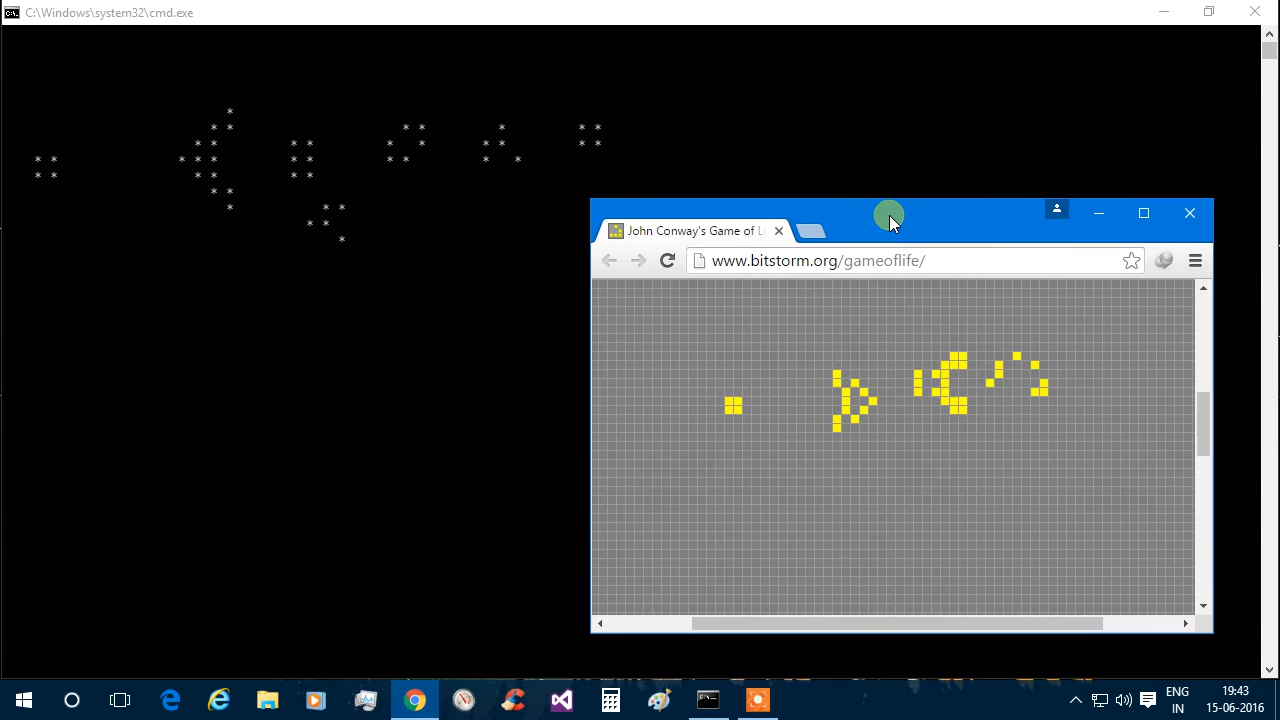 C:\Windows\system32\cmd.exe
*
* *     * *     *     * *
* *     * *     *   *     * *     * *
* *     * * *     * *     * *     *   *
* *     * *     * *
* *
*     * *
* *
*
John Conway's Game of Li
www.bitstorm.org/gameoflife/
ENG
IN
19:43
15-06-2016